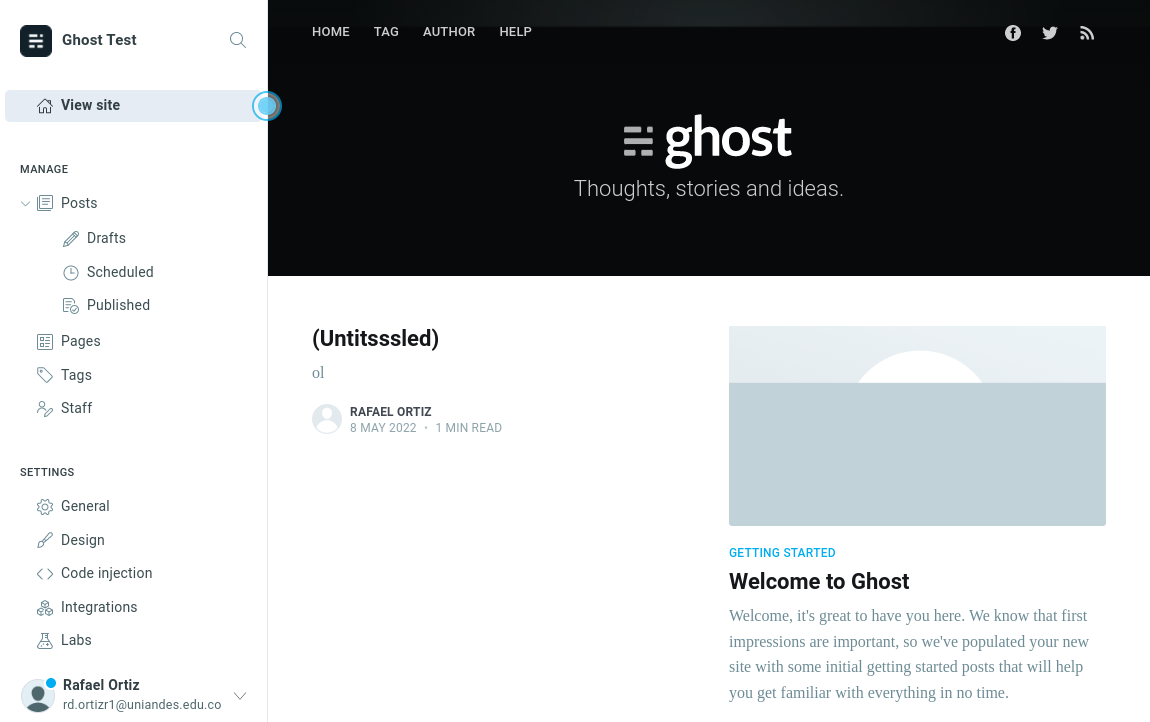 Ghost Test
View site
MANAGE
Posts
Drafts
Scheduled
Published
Pages
Tags
Staff
SETTINGS
General
Design
Code injection
Integrations
Labs
Rafael Ortiz
rd.ortizr1@uniandes.edu.co
HOME TAG AUTHOR HELP
ghost
Thoughts, stories and ideas.
(Untitsssled)
ol
RAFAEL ORTIZ
8 MAY 2022 • 1 MIN READ
GETTING STARTED
Welcome to Ghost
Welcome, it's great to have you here. We know that first
impressions are important, so we've populated your new
site with some initial getting started posts that will help
you get familiar with everything in no time.